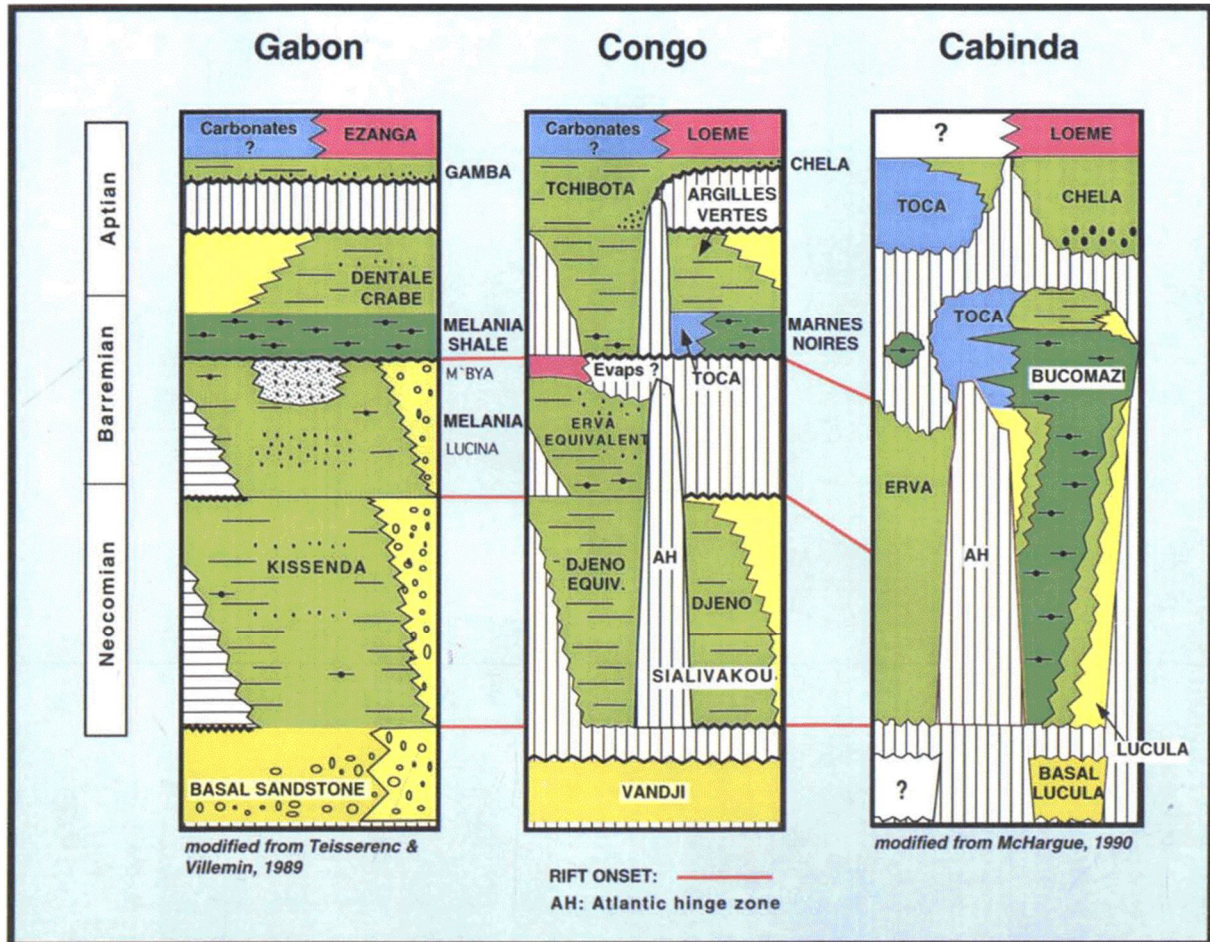 Gabon
Congo
Cabinda
Aptian
Barremian
Neocomian
Carbonates
?
EZANGA
GAMBA
DENTALE
CRABE
MELANIA
SHALE
M`BYA
MELANIA
LUCINA
KISSENDA
BASAL SANDSTONE
modified from Teisserenc &
Villemin, 1989
Carbonates
?
LOEME
CHELA
TCHIBOTA
ARGILLES
VERTES
MARNES
NOIRES
TOCA
Evaps ?
ERVA
EQUIVALENT
AH
DJENO
EQUIV.
DJENO
SIALIVAKOU
VANDJI
?
LOEME
TOCA
CHELA
TOCA
BUCOMAZI
ERVA
AH
LUCULA
?
BASAL
LUCULA
modified from McHargue, 1990
RIFT ONSET:
AH: Atlantic hinge zone